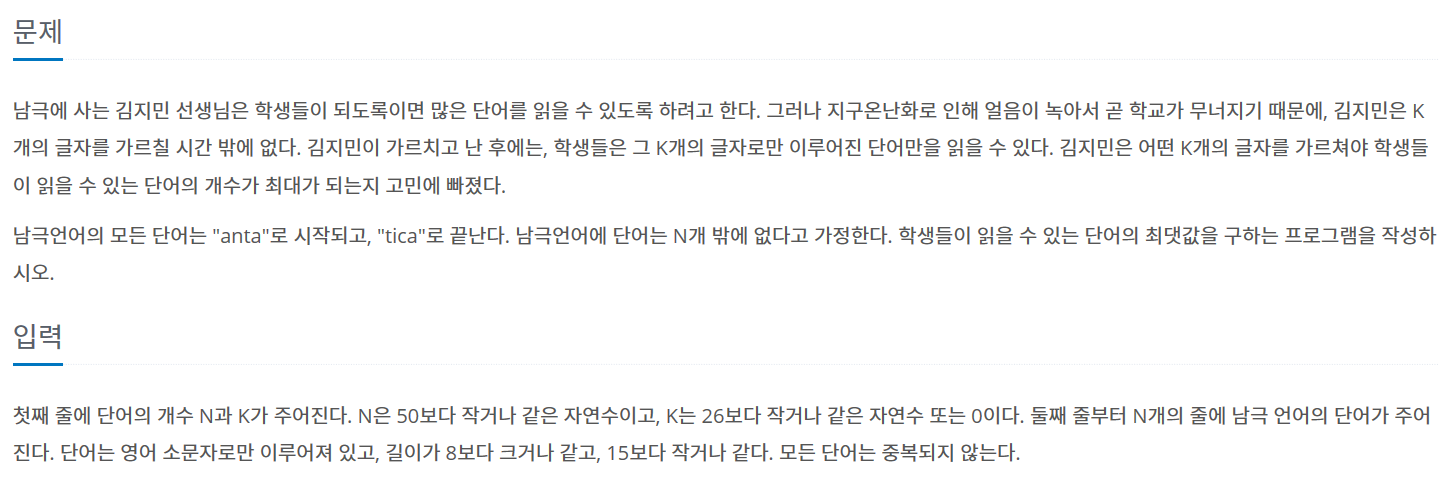 문제
남극에 사는 김지민 선생님은 학생들이 되도록이면 많은 단어를 읽을 수 있도록 하려고 한다. 그러나 지구온난화로 인해 얼음이 녹아서 곧 학교가 무너지기 때문에, 김지민은 K
개의 글자를 가르칠 시간 밖에 없다. 김지민이 가르치고 난 후에는, 학생들은 그 K개의 글자로만 이루어진 단어만을 읽을 수 있다. 김지민은 어떤 K개의 글자를 가르쳐야 학생들
이 읽을 수 있는 단어의 개수가 최대가 되는지 고민에 빠졌다.
남극언어의 모든 단어는 "anta"로 시작되고, "tica"로 끝난다. 남극언어에 단어는 N개 밖에 없다고 가정한다. 학생들이 읽을 수 있는 단어의 최댓값을 구하는 프로그램을 작성하
시오.
입력
첫째 줄에 단어의 개수 N과 K가 주어진다. N은 50보다 작거나 같은 자연수이고, K는 26보다 작거나 같은 자연수 또는 0이다. 둘째 줄부터 N개의 줄에 남극 언어의 단어가 주어
진다. 단어는 영어 소문자로만 이루어져 있고, 길이가 8보다 크거나 같고, 15보다 작거나 같다. 모든 단어는 중복되지 않는다.